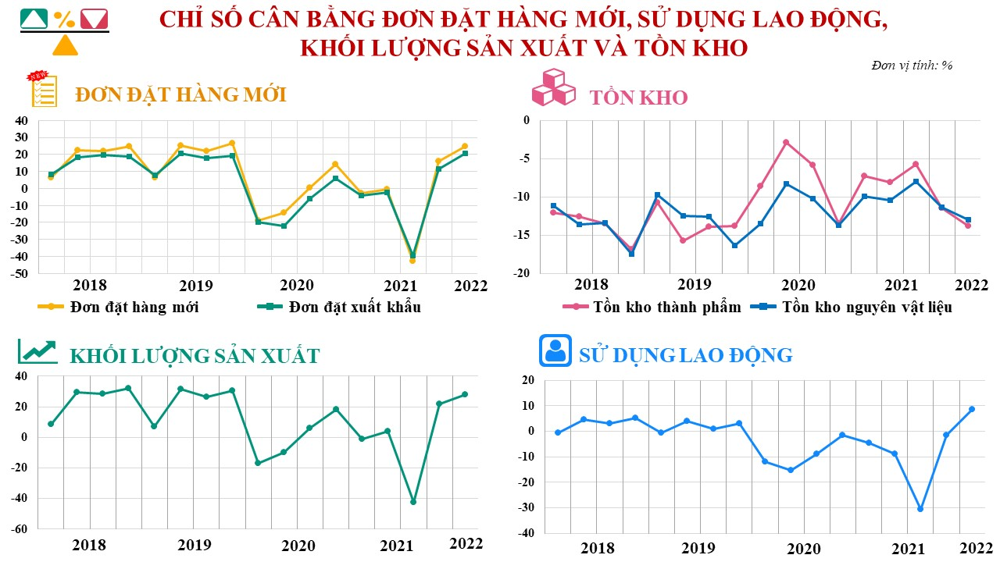 %
CHỈ SỐ CÂN BẰNG ĐƠN ĐẶT HÀNG MỚI, SỬ DỤNG LAO ĐỘNG,
KHỐI LƯỢNG SẢN XUẤT VÀ TỒN KHO
Đơn vị tính: %
NEW
ĐƠN ĐẶT HÀNG MỚI
40
30
20
10
0
-10
-20
-30
-40
-50
2018 2019 2020 2021 2022
Đơn đặt hàng mới Đơn đặt xuất khẩu
TỒN KHO
0
-5
-10
-15
-20
2018 2019 2020 2021 2022
Tồn kho thành phẩm Tồn kho nguyên vật liệu
KHỐI LƯỢNG SẢN XUẤT
40
20
0
-20
-40
-60
2018 2019 2020 2021 2022
SỬ DỤNG LAO ĐỘNG
20
10
0
-10
-20
-30
-40
2018 2019 2020 2021 2022